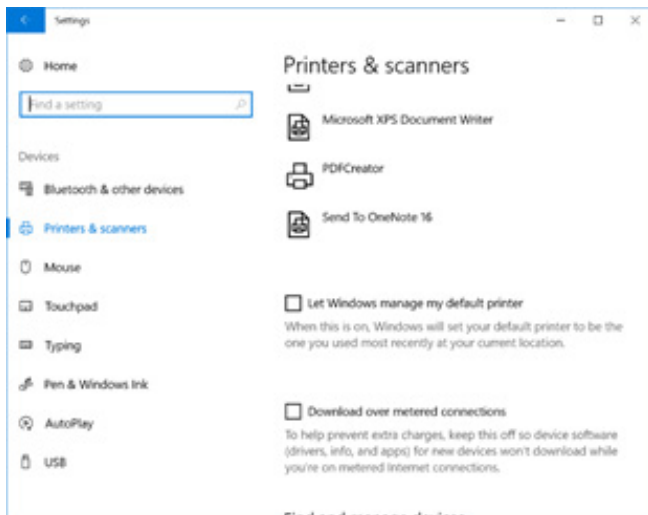 Settings
Home
Find a setting
Devices
Bluetooth & other devices
Printers & scanners
Mouse
Touchpad
Typing
Pen & Windows Ink
AutoPlay
USB
Printers & scanners
Microsoft XPS Document Writer
PDFCreator
Send To OneNote 16
Let Windows manage my default printer
When this is on, Windows will set your default printer to be the
one you used most recently at your current location.
Download over metered connections
To help prevent extra charges, keep this off so device software
(drivers, info, and apps) for new devices won't download while
you're on metered Internet connections.